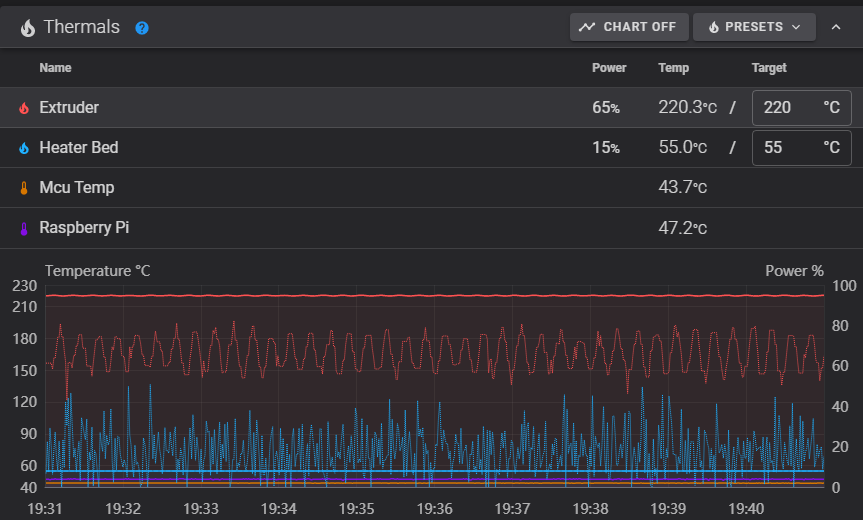 Thermals ?
CHART OFF PRESETS
Name Power Temp Target
Extruder 65% 220.3°C / 220 °C
Heater Bed 15% 55.0°C / 55 °C
Mcu Temp 43.7°C
Raspberry Pi 47.2°C
Temperature °C Power %
230 100
210
180 80
150 60
120 40
90 20
60
40 0
19:31 19:32 19:33 19:34 19:35 19:36 19:37 19:38 19:39 19:40